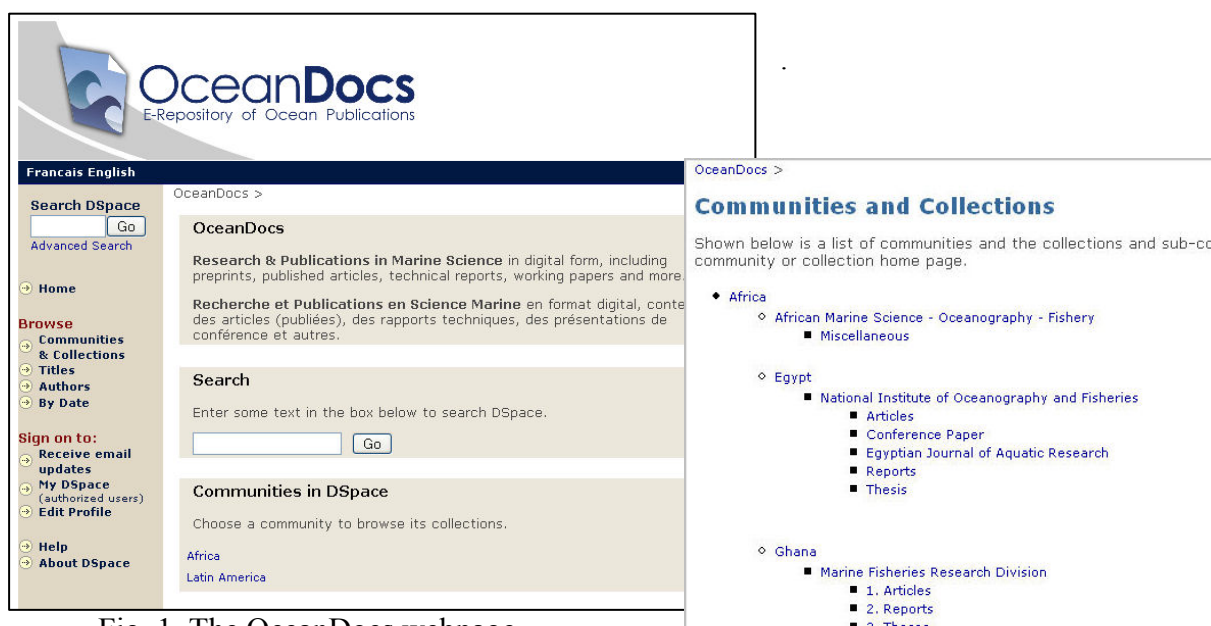 OceanDocs
E-Repository of Ocean Publications
Francais English
Search DSpace
Go
Advanced Search
Home
Browse
Communities
& Collections
Titles
Authors
By Date
Sign on to:
Receive email
updates
My DSpace
(authorized users)
Edit Profile
Help
About DSpace
OceanDocs >
OceanDocs
Research & Publications in Marine Science in digital form, including
preprints, published articles, technical reports, working papers and more.
Recherche et Publications en Science Marine en format digital, conte
des articles (publiées), des rapports techniques, des présentations de
conférence et autres.
Search
Enter some text in the box below to search DSpace.
Go
Communities in DSpace
Choose a community to browse its collections.
Africa
Latin America
OceanDocs >
Communities and Collections
Shown below is a list of communities and the collections and sub-co
community or collection home page.
Africa
African Marine Science - Oceanography - Fishery
Miscellaneous
Egypt
National Institute of Oceanography and Fisheries
Articles
Conference Paper
Egyptian Journal of Aquatic Research
Reports
Thesis
Ghana
Marine Fisheries Research Division
1. Articles
2. Reports
Fig. 1. The OceanDocs webpage